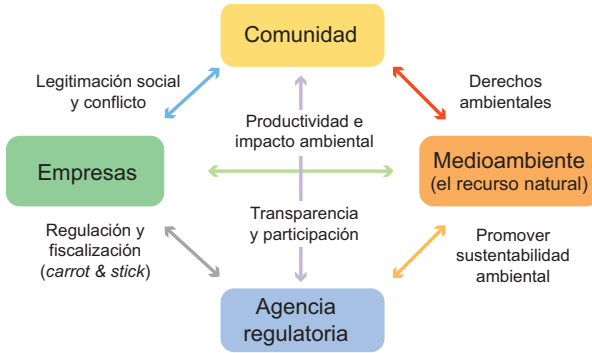 Comunidad
Legitimación social
y conflicto
Derechos
ambientales
Productividad e
impacto ambiental
Empresas
Medioambiente
(el recurso natural)
Transparencia
y participación
Regulación y
fiscalización
(carrot & stick)
Promover
sustentabilidad
ambiental
Agencia
regulatoria